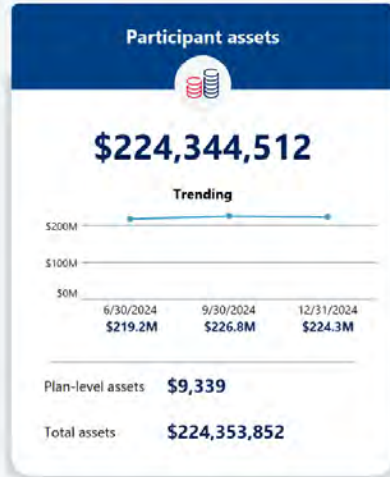 Participant assets
$224,344,512
Trending
$200M
$100M
$0M
6/30/2024 9/30/2024 12/31/2024
$219.2M $226.8M $224.3M
Plan-level assets $9,339
Total assets $224,353,852